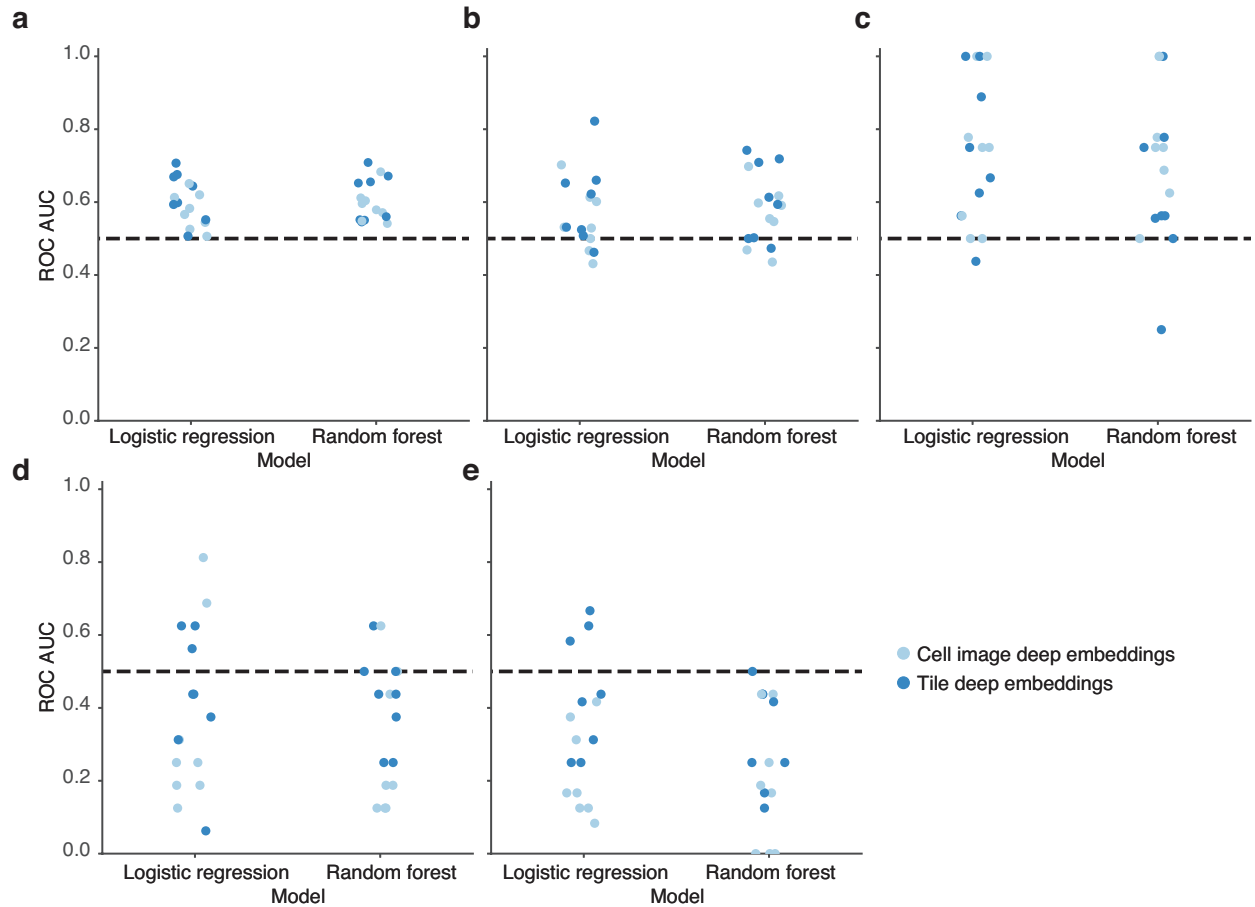 a
b
c
1.0
0.8
0.6
0.4
0.2
0.0
ROC AUC
Logistic regression
Random forest
Model
Logistic regression
Random forest
Model
Logistic regression
Random forest
Model
d
e
1.0
0.8
0.6
0.4
0.2
0.0
ROC AUC
Logistic regression
Random forest
Model
Logistic regression
Random forest
Model
Cell image deep embeddings
Tile deep embeddings